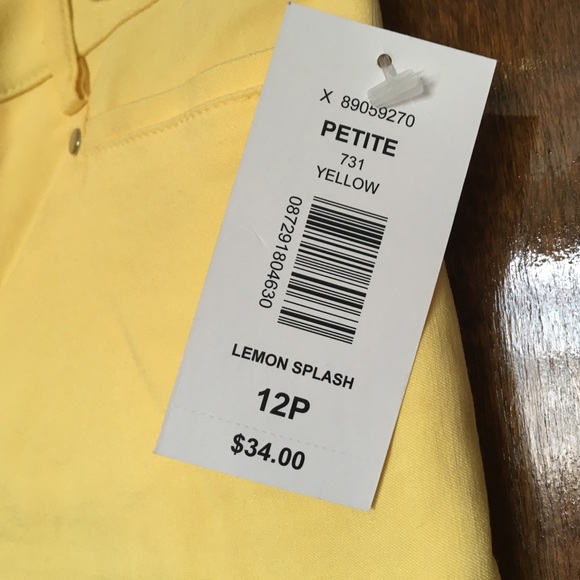 X 89059270
PETITE
731
YELLOW
087291804630
LEMON SPLASH
12P
$34.00